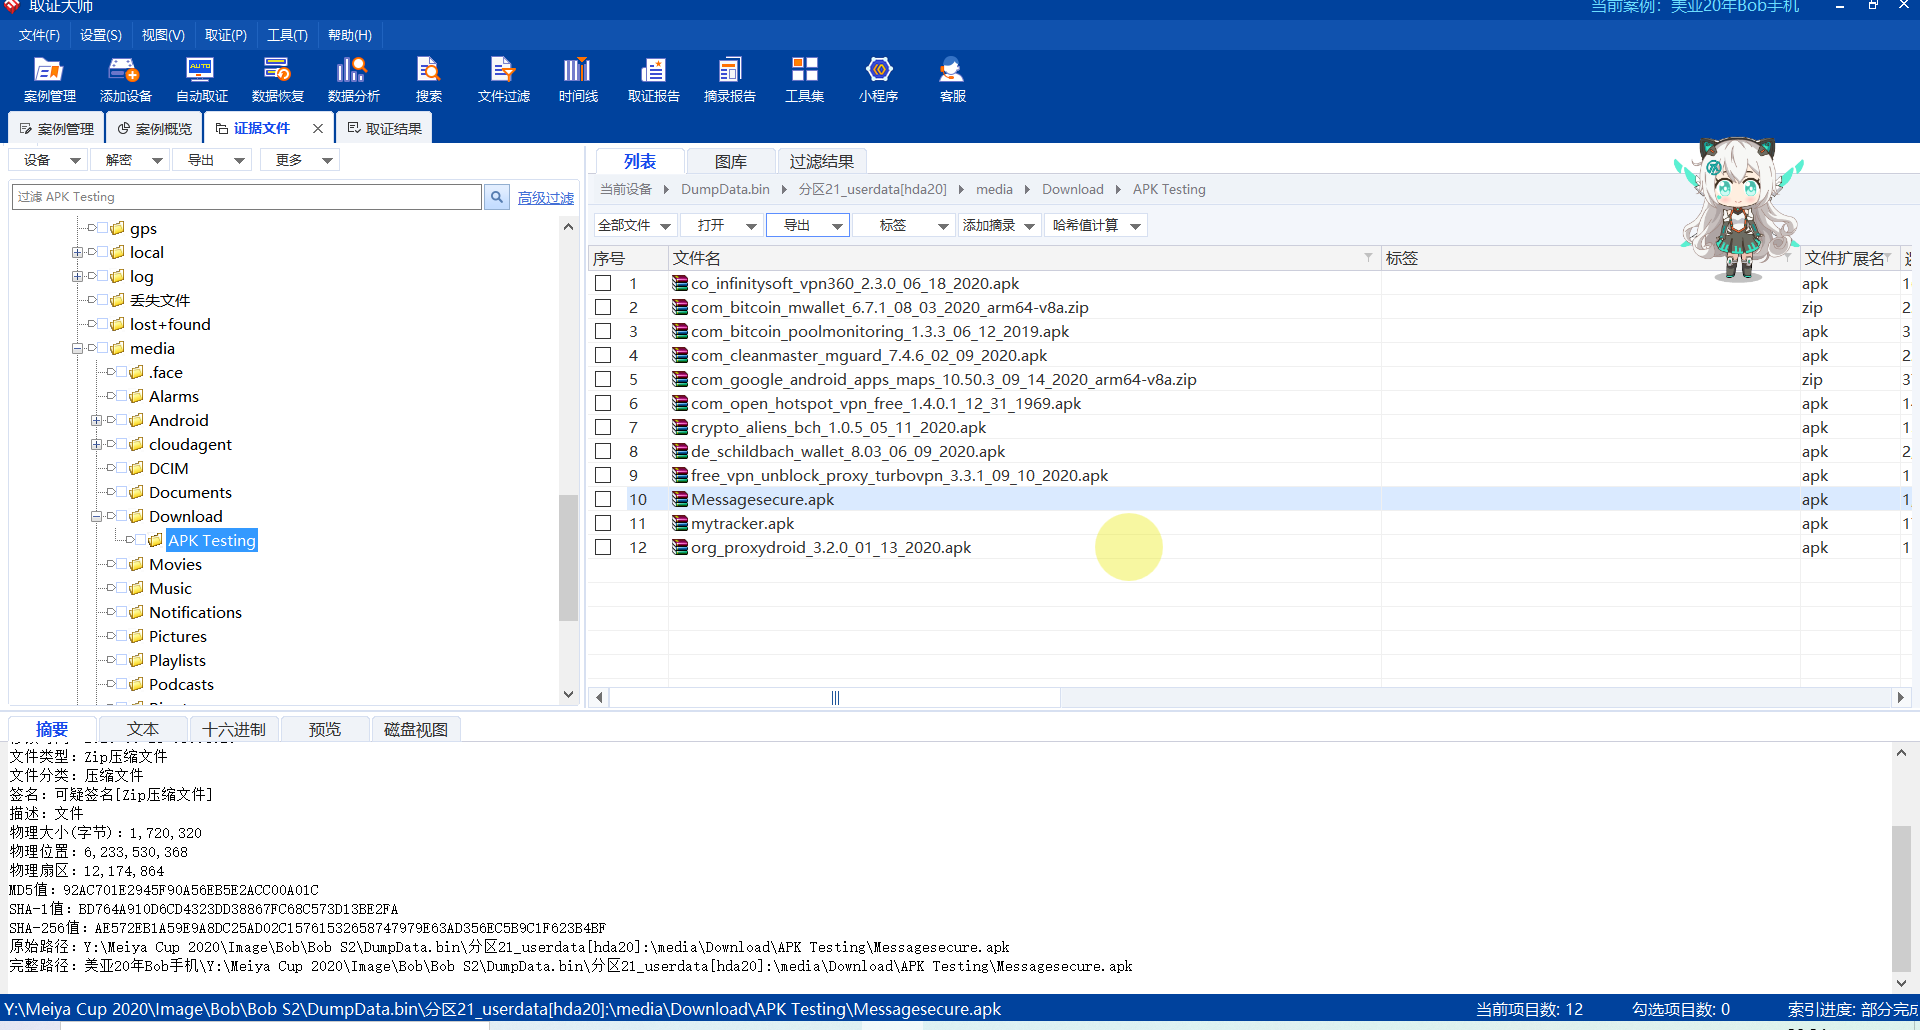 取证大师
当前案例: 美亚20年Bob手机
文件(F) 设置(S) 视图(V) 取证(P) 工具(T) 帮助(H)
案例管理 添加设备 自动取证 数据恢复 数据分析 搜索 文件过滤 时间线 取证报告 摘录报告 工具集 小程序 客服
案例管理 案例概览 证据文件 取证结果
设备 解密 导出 更多
过滤 APK Testing 高级过滤
gps
local
log
丢失文件
lost+found
media
.face
Alarms
Android
cloudagent
DCIM
Documents
Download
APK Testing
Movies
Music
Notifications
Pictures
Playlists
Podcasts
列表 图库 过滤结果
当前设备 DumpData.bin 分区21_userdata[hda20] media Download APK Testing
全部文件 打开 导出 标签 添加摘录 哈希值计算
序号 文件名 标签 文件扩展名
1 co_infinitysoft_vpn360_2.3.0_06_18_2020.apk apk 1
2 com_bitcoin_mwallet_6.7.1_08_03_2020_arm64-v8a.zip zip 2
3 com_bitcoin_poolmonitoring_1.3.3_06_12_2019.apk apk 3
4 com_cleanmaster_mguard_7.4.6_02_09_2020.apk apk 2
5 com_google_android_apps_maps_10.50.3_09_14_2020_arm64-v8a.zip zip 3
6 com_open_hotspot_vpn_free_1.4.0.1_12_31_1969.apk apk 1
7 crypto_aliens_bch_1.0.5_05_11_2020.apk apk 1
8 de_schildbach_wallet_8.03_06_09_2020.apk apk 2
9 free_vpn_unblock_proxy_turbovpn_3.3.1_09_10_2020.apk apk 1
10 Messagesecure.apk apk 1
11 mytracker.apk apk 1
12 org_proxydroid_3.2.0_01_13_2020.apk apk 1
摘要 文本 十六进制 预览 磁盘视图
文件类型: Zip压缩文件
文件分类: 压缩文件
签名: 可疑签名[Zip压缩文件]
描述: 文件
物理大小(字节): 1,720,320
物理位置: 6,233,530,368
物理扇区: 12,174,864
MD5值: 92AC701E2945F90A56EB5E2ACC00A01C
SHA-1值: BD764A910D6CD4323DD38867FC68C573D13BE2FA
SHA-256值: AE572EB1A59E9A8DC25AD02C15761532658747979E63AD356EC5B9C1F623B4BF
原始路径: Y:\Meiya Cup 2020\Image\Bob\Bob S2\DumpData.bin\分区21_userdata[hda20]:\media\Download\APK Testing\Messagesecure.apk
完整路径: 美亚20年Bob手机\Y:\Meiya Cup 2020\Image\Bob\Bob S2\DumpData.bin\分区21_userdata[hda20]:\media\Download\APK Testing\Messagesecure.apk
Y:\Meiya Cup 2020\Image\Bob\Bob S2\DumpData.bin\分区21_userdata[hda20]:\media\Download\APK Testing\Messagesecure.apk 当前项目数: 12 勾选项目数: 0 索引进度: 部分完成